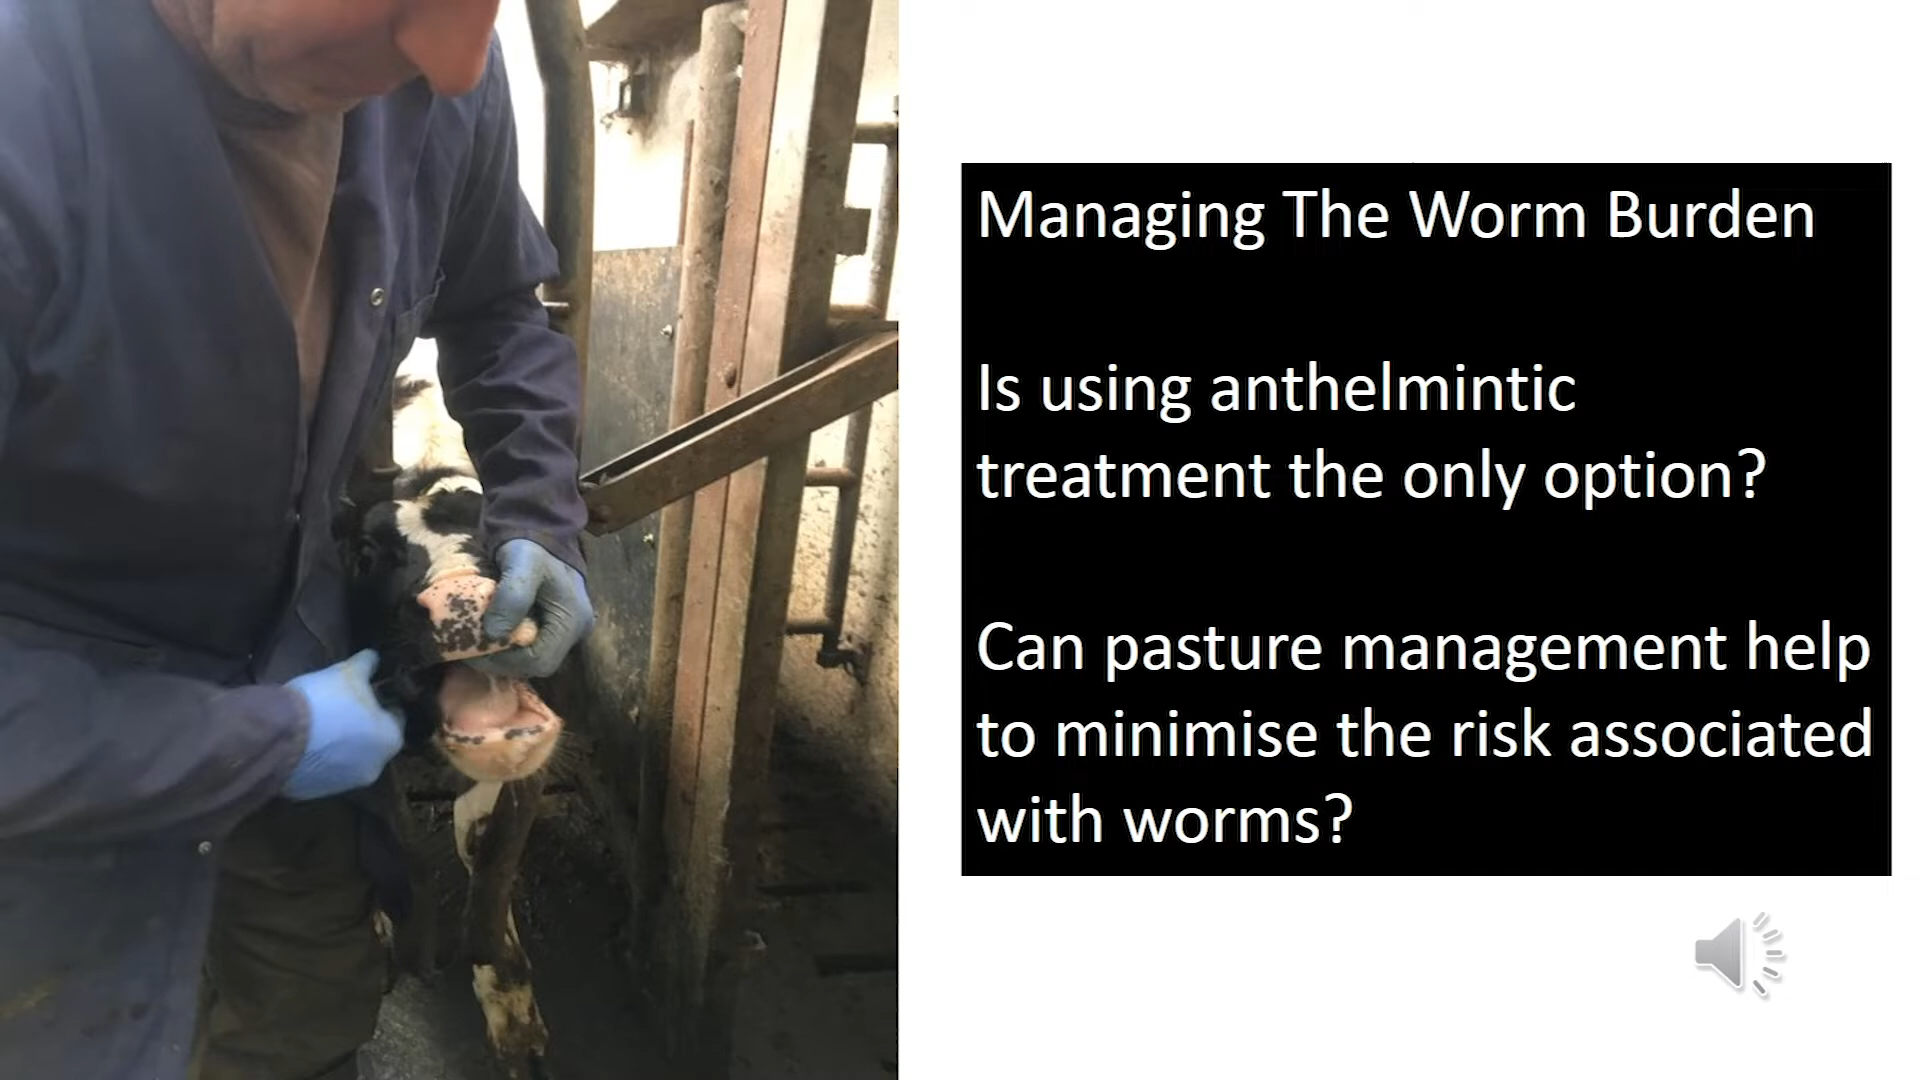 Managing The Worm Burden
Is using anthelmintic
treatment the only option?
Can pasture management help
to minimise the risk associated
with worms?